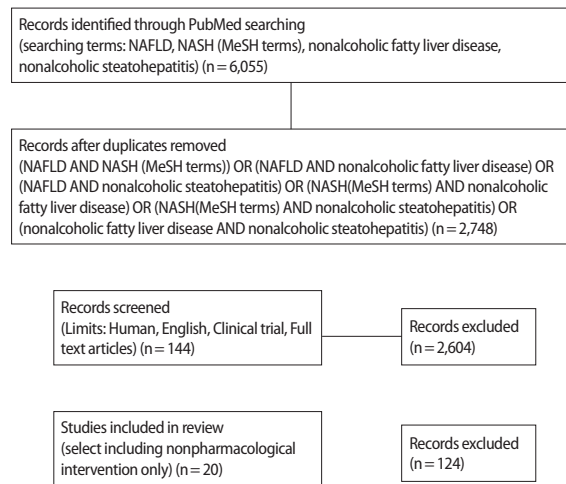 Records identified through PubMed searching
(searching terms: NAFLD, NASH (MeSH terms), nonalcoholic fatty liver disease,
nonalcoholic steatohepatitis) (n=6,055)
Records after duplicates removed
(NAFLD AND NASH (MeSH terms)) OR (NAFLD AND nonalcoholic fatty liver disease) OR
(NAFLD AND nonalcoholic steatohepatitis) OR (NASH(MeSH terms) AND nonalcoholic
fatty liver disease) OR (NASH(MeSH terms) AND nonalcoholic steatohepatitis) OR
(nonalcoholic fatty liver disease AND nonalcoholic steatohepatitis) (n=2,748)
Records screened
(Limits: Human, English, Clinical trial, Full
text articles) (n=144)
Records excluded
(n=2,604)
Studies included in review
(select including nonpharmacological
intervention only) (n=20)
Records excluded
(n=124)